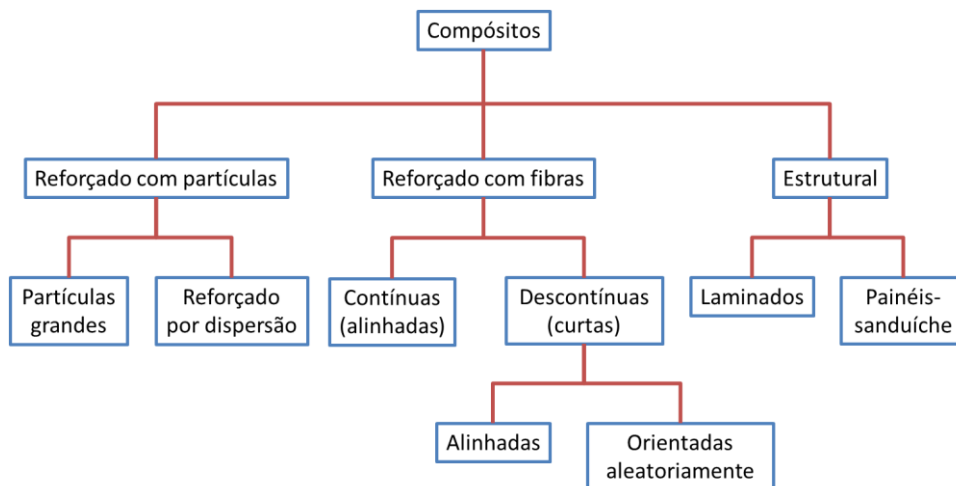 Compósitos
Reforçado com partículas
Reforçado com fibras
Estrutural
Partículas
grandes
Reforçado
por dispersão
Contínuas
(alinhadas)
Descontínuas
(curtas)
Laminados
Painéis-
sanduíche
Alinhadas
Orientadas
aleatoriamente